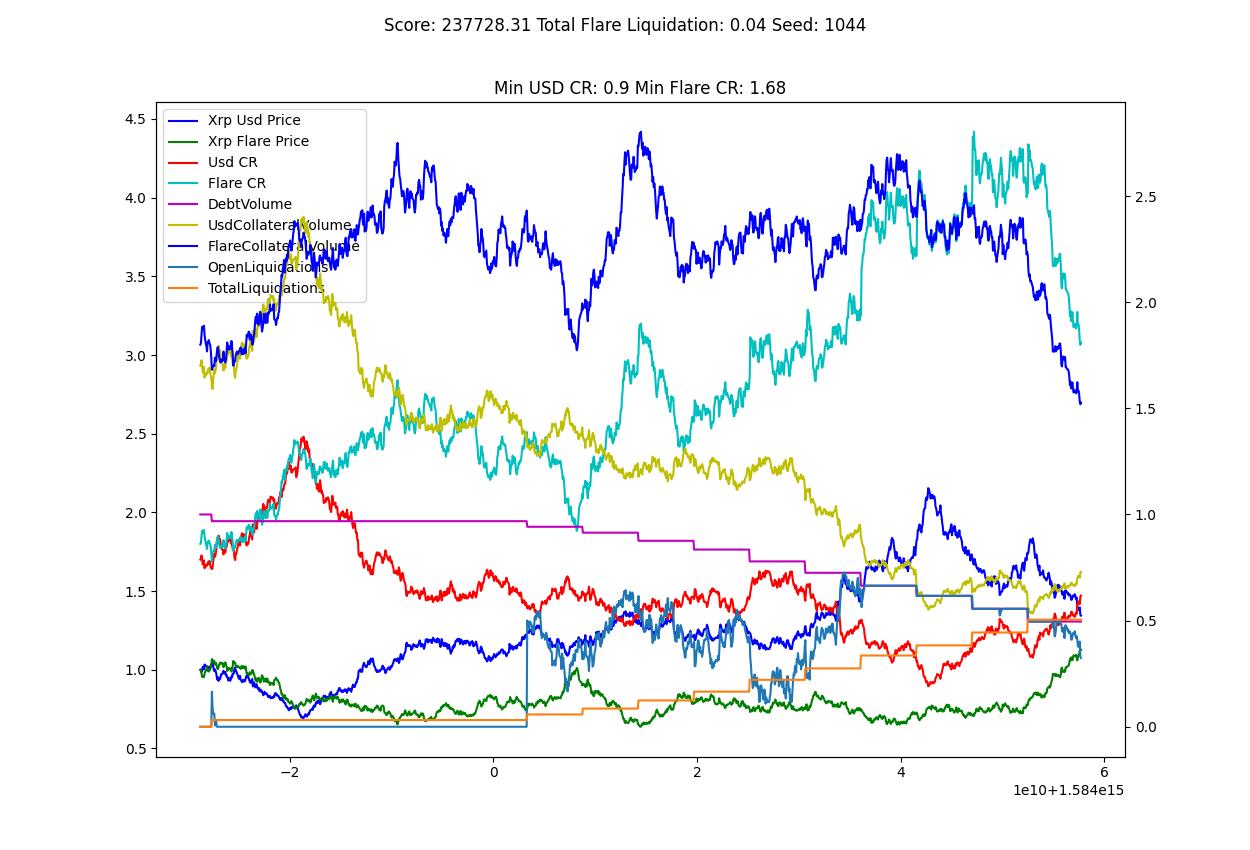 Score: 237728.31 Total Flare Liquidation: 0.04 Seed: 1044
Min USD CR: 0.9 Min Flare CR: 1.68
Xrp Usd Price
Xrp Flare Price
Usd CR
Flare CR
DebtVolume
UsdCollateralVolume
FlareCollateralVolume
OpenLiquidations
TotalLiquidations
4.5
4.0
3.5
3.0
2.5
2.0
1.5
1.0
0.5
2.5
2.0
1.5
1.0
0.5
0.0
−2
0
2
4
6
1e10+1.584e15